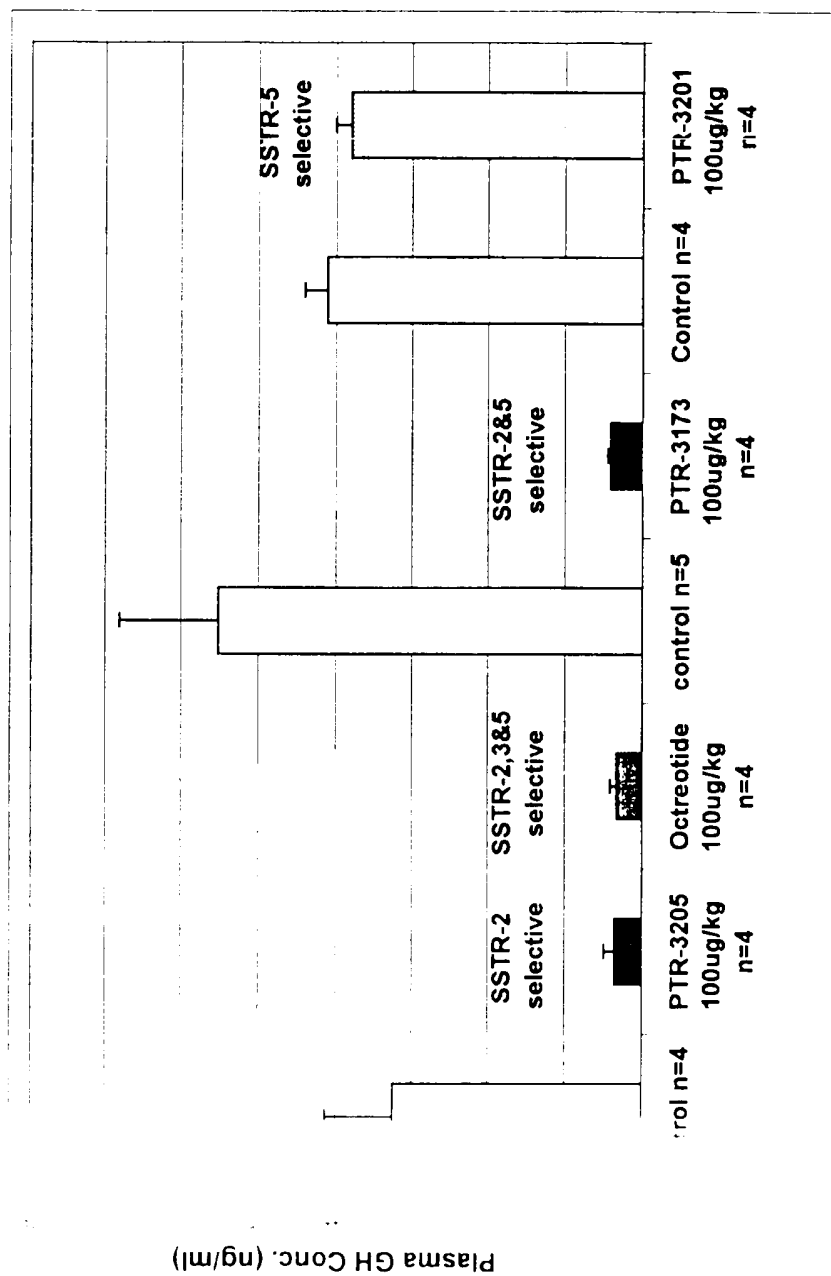 Plasma GH Conc. (ng/ml)
SSTR-2
selective
SSTR-2,3&5
selective
SSTR-2&5
selective
SSTR-5
selective
rol n=4
PTR-3205
100ug/kg
n=4
Octreotide
100ug/kg
n=4
control n=5
PTR-3173
100ug/kg
n=4
Control n=4
PTR-3201
100ug/kg
n=4